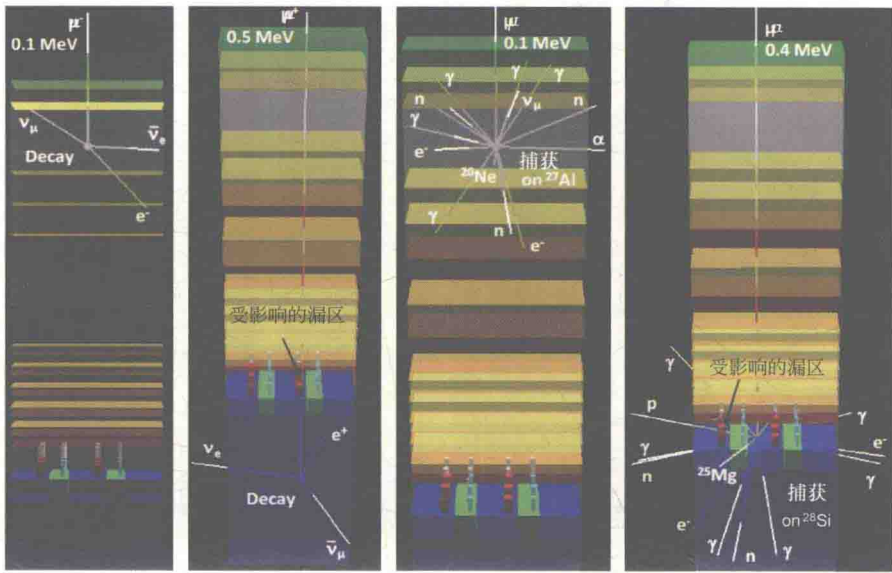 μ⁻
0.1 MeV
ν_μ
ν̄_e
Decay
e⁻
μ⁺
0.5 MeV
受影响的漏区
e⁺
ν_e
Decay
ν̄_μ
0.1 MeV
γ
γ
γ
n
ν_μ
n
γ
α
e⁻
捕获
²⁰Ne
on ²⁷Al
γ
n
e⁻
0.4 MeV
受影响的漏区
γ
p
γ
γ
e⁻
n
γ
²⁵Mg
捕获
on ²⁸Si
e⁻
γ
n
γ